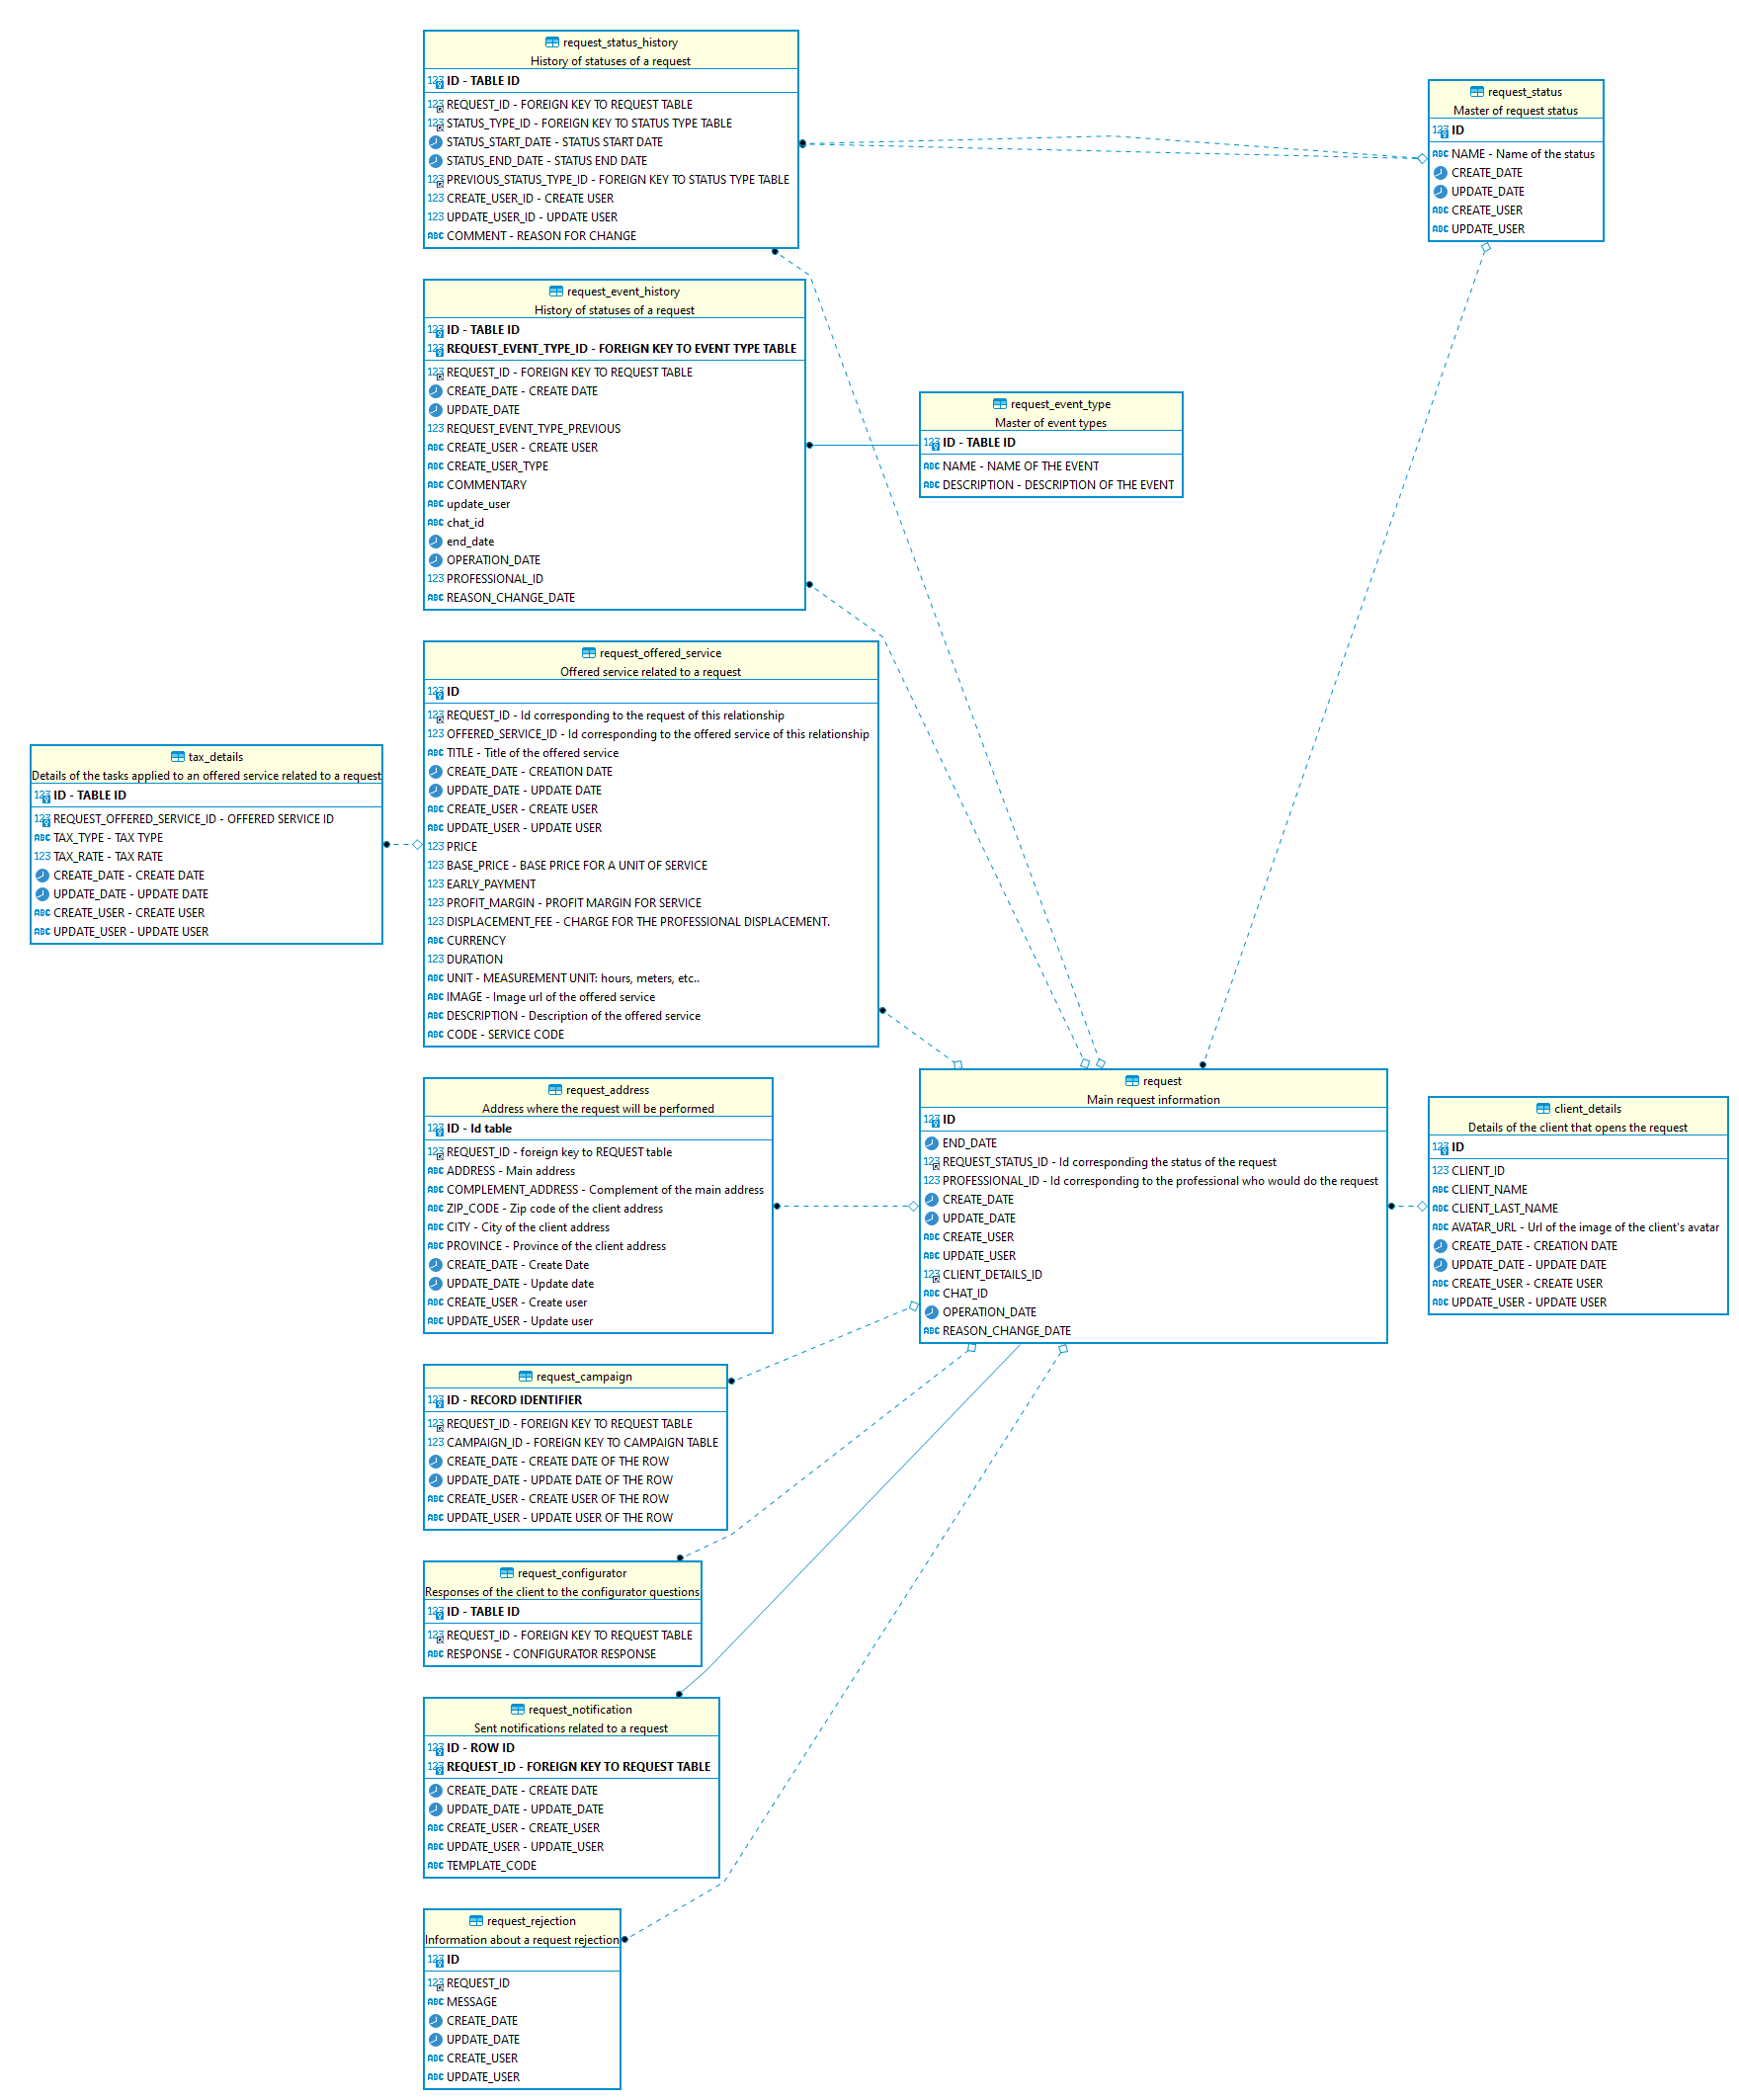 request_status_history
History of statuses of a request
ID - TABLE ID
REQUEST_ID - FOREIGN KEY TO REQUEST TABLE
STATUS_TYPE_ID - FOREIGN KEY TO STATUS TYPE TABLE
STATUS_START_DATE - STATUS START DATE
STATUS_END_DATE - STATUS END DATE
PREVIOUS_STATUS_TYPE_ID - FOREIGN KEY TO STATUS TYPE TABLE
CREATE_USER_ID - CREATE USER
UPDATE_USER_ID - UPDATE USER
COMMENT - REASON FOR CHANGE
request_status
Master of request status
ID
NAME - Name of the status
CREATE_DATE
UPDATE_DATE
CREATE_USER
UPDATE_USER
request_event_history
History of statuses of a request
ID - TABLE ID
REQUEST_EVENT_TYPE_ID - FOREIGN KEY TO EVENT TYPE TABLE
REQUEST_ID - FOREIGN KEY TO REQUEST TABLE
CREATE_DATE - CREATE DATE
UPDATE_DATE
REQUEST_EVENT_TYPE_PREVIOUS
CREATE_USER - CREATE USER
CREATE_USER_TYPE
COMMENTARY
update_user
chat_id
end_date
OPERATION_DATE
PROFESSIONAL_ID
REASON_CHANGE_DATE
request_event_type
Master of event types
ID - TABLE ID
NAME - NAME OF THE EVENT
DESCRIPTION - DESCRIPTION OF THE EVENT
request_offered_service
Offered service related to a request
ID
REQUEST_ID - Id corresponding to the request of this relationship
OFFERED_SERVICE_ID - Id corresponding to the offered service of this relationship
TITLE - Title of the offered service
CREATE_DATE - CREATION DATE
UPDATE_DATE - UPDATE DATE
CREATE_USER - CREATE USER
UPDATE_USER - UPDATE USER
PRICE
BASE_PRICE - BASE PRICE FOR A UNIT OF SERVICE
EARLY_PAYMENT
PROFIT_MARGIN - PROFIT MARGIN FOR SERVICE
DISPLACEMENT_FEE - CHARGE FOR THE PROFESSIONAL DISPLACEMENT.
CURRENCY
DURATION
UNIT - MEASUREMENT UNIT: hours, meters, etc..
IMAGE - Image url of the offered service
DESCRIPTION - Description of the offered service
CODE - SERVICE CODE
tax_details
Details of the tasks applied to an offered service related to a request
ID - TABLE ID
REQUEST_OFFERED_SERVICE_ID - OFFERED SERVICE ID
TAX_TYPE - TAX TYPE
TAX_RATE - TAX RATE
CREATE_DATE - CREATE DATE
UPDATE_DATE - UPDATE DATE
CREATE_USER - CREATE USER
UPDATE_USER - UPDATE USER
request_address
Address where the request will be performed
ID - Id table
REQUEST_ID - foreign key to REQUEST table
ADDRESS - Main address
COMPLEMENT_ADDRESS - Complement of the main address
ZIP_CODE - Zip code of the client address
CITY - City of the client address
PROVINCE - Province of the client address
CREATE_DATE - Create Date
UPDATE_DATE - Update date
CREATE_USER - Create user
UPDATE_USER - Update user
request
Main request information
ID
END_DATE
REQUEST_STATUS_ID - Id corresponding the status of the request
PROFESSIONAL_ID - Id corresponding to the professional who would do the request
CREATE_DATE
UPDATE_DATE
CREATE_USER
UPDATE_USER
CLIENT_DETAILS_ID
CHAT_ID
OPERATION_DATE
REASON_CHANGE_DATE
client_details
Details of the client that opens the request
ID
CLIENT_ID
CLIENT_NAME
CLIENT_LAST_NAME
AVATAR_URL - Url of the image of the client's avatar
CREATE_DATE - CREATION DATE
UPDATE_DATE - UPDATE DATE
CREATE_USER - CREATE USER
UPDATE_USER - UPDATE USER
request_campaign
ID - RECORD IDENTIFIER
REQUEST_ID - FOREIGN KEY TO REQUEST TABLE
CAMPAIGN_ID - FOREIGN KEY TO CAMPAIGN TABLE
CREATE_DATE - CREATE DATE OF THE ROW
UPDATE_DATE - UPDATE DATE OF THE ROW
CREATE_USER - CREATE USER OF THE ROW
UPDATE_USER - UPDATE USER OF THE ROW
request_configurator
Responses of the client to the configurator questions
ID - TABLE ID
REQUEST_ID - FOREIGN KEY TO REQUEST TABLE
RESPONSE - CONFIGURATOR RESPONSE
request_notification
Sent notifications related to a request
ID - ROW ID
REQUEST_ID - FOREIGN KEY TO REQUEST TABLE
CREATE_DATE - CREATE DATE
UPDATE_DATE - UPDATE_DATE
CREATE_USER - CREATE_USER
UPDATE_USER - UPDATE_USER
TEMPLATE_CODE
request_rejection
Information about a request rejection
ID
REQUEST_ID
MESSAGE
CREATE_DATE
UPDATE_DATE
CREATE_USER
UPDATE_USER